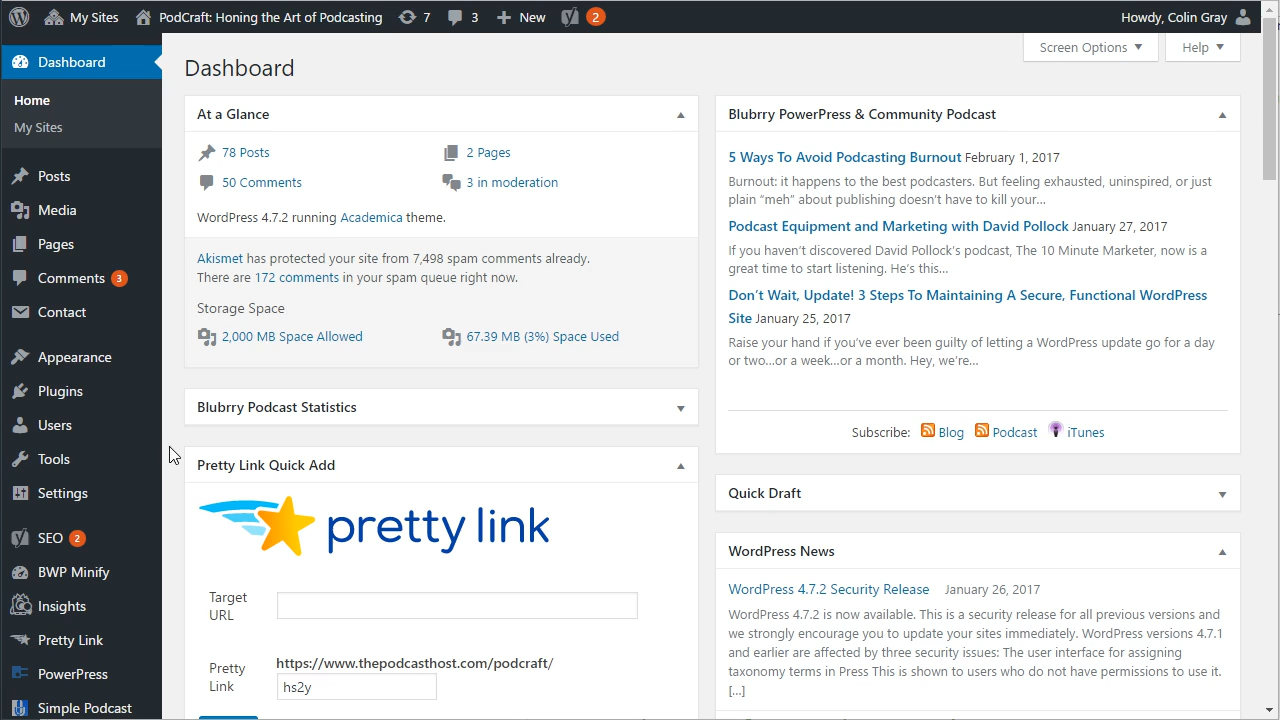 My Sites
PodCraft: Honing the Art of Podcasting
7
3
New
2
Howdy, Colin Gray
Dashboard
Home
My Sites
Posts
Media
Pages
Comments 3
Contact
Appearance
Plugins
Users
Tools
Settings
SEO 2
BWP Minify
Insights
Pretty Link
PowerPress
Simple Podcast
Screen Options
Help
Dashboard
At a Glance
78 Posts
2 Pages
50 Comments
3 in moderation
WordPress 4.7.2 running Academica theme.
Akismet has protected your site from 7,498 spam comments already.
There are 172 comments in your spam queue right now.
Storage Space
2,000 MB Space Allowed
67.39 MB (3%) Space Used
Blubrry Podcast Statistics
Pretty Link Quick Add
pretty link
Target
URL
Pretty
Link
https://www.thepodcasthost.com/podcraft/
hs2y
Blubrry PowerPress & Community Podcast
5 Ways To Avoid Podcasting Burnout February 1, 2017
Burnout: it happens to the best podcasters. But feeling exhausted, uninspired, or just
plain “meh” about publishing doesn’t have to kill your…
Podcast Equipment and Marketing with David Pollock January 27, 2017
If you haven’t discovered David Pollock’s podcast, The 10 Minute Marketer, now is a
great time to start listening. He’s this…
Don’t Wait, Update! 3 Steps To Maintaining A Secure, Functional WordPress
Site January 25, 2017
Raise your hand if you’ve ever been guilty of letting a WordPress update go for a day
or two…or a week…or a month. Hey, we’re…
Subscribe: Blog Podcast iTunes
Quick Draft
WordPress News
WordPress 4.7.2 Security Release January 26, 2017
WordPress 4.7.2 is now available. This is a security release for all previous versions and
we strongly encourage you to update your sites immediately. WordPress versions 4.7.1
and earlier are affected by three security issues: The user interface for assigning
taxonomy terms in Press This is shown to users who do not have permissions to use it.
[…]